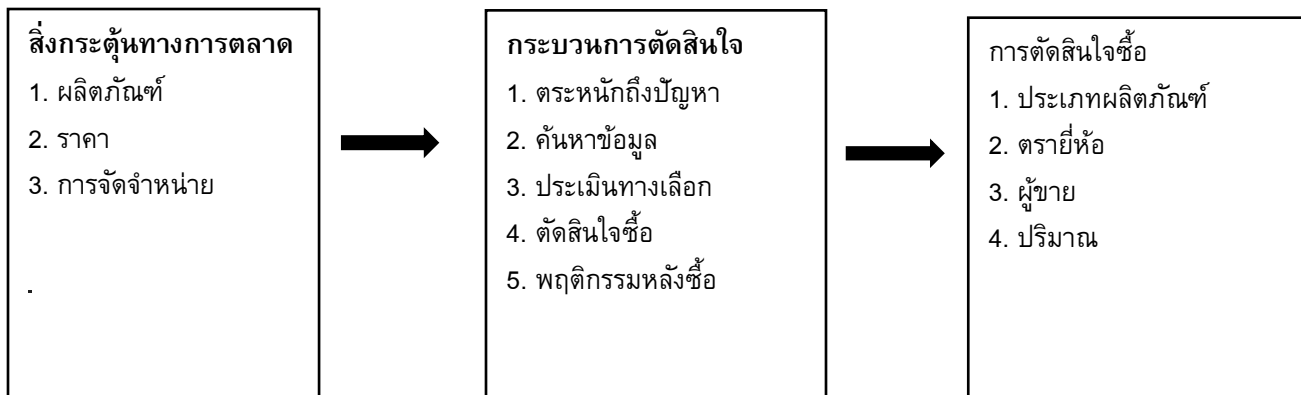 สิ่งกระตุ้นทางการตลาด
1. ผลิตภัณฑ์
2. ราคา
3. การจัดจำหน่าย
กระบวนการตัดสินใจ
1. ตระหนักถึงปัญหา
2. ค้นหาข้อมูล
3. ประเมินทางเลือก
4. ตัดสินใจซื้อ
5. พฤติกรรมหลังซื้อ
การตัดสินใจซื้อ
1. ประเภทผลิตภัณฑ์
2. ตรายี่ห้อ
3. ผู้ขาย
4. ปริมาณ